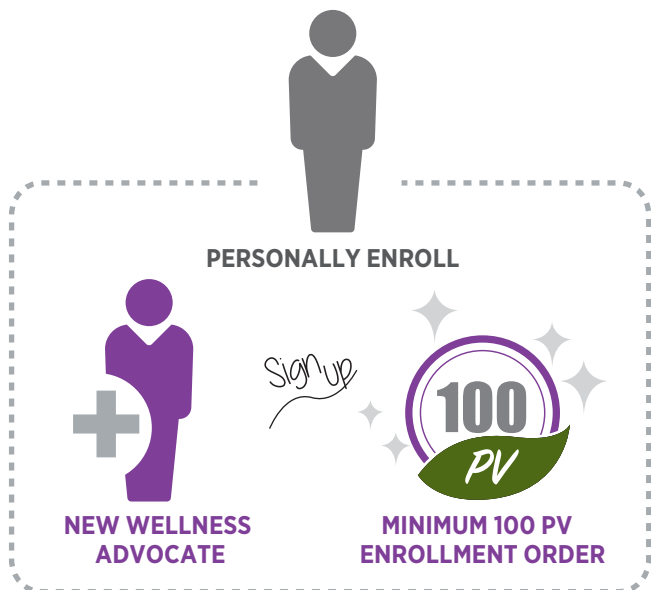 PERSONALLY ENROLL
Sign up
100
PV
NEW WELLNESS
ADVOCATE
MINIMUM 100 PV
ENROLLMENT ORDER